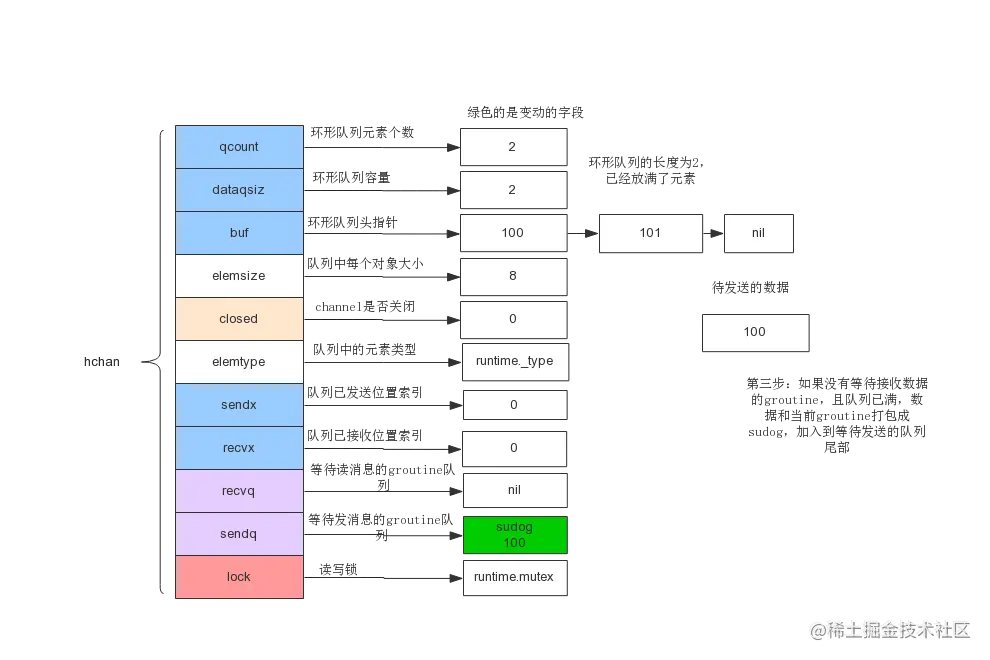 绿色的是变动的字段
hchan
qcount
环形队列元素个数
2
dataqsiz
环形队列容量
2
环形队列的长度为2,
已经放满了元素
buf
环形队列头指针
100
101
nil
elemsize
队列中每个对象大小
8
待发送的数据
100
closed
channel是否关闭
0
elemtype
队列中的元素类型
runtime._type
sendx
队列已发送位置索引
0
recvx
队列已接收位置索引
0
第三步: 如果没有等待接收数据
的groutine, 且队列已满, 数
据和当前groutine打包成
sudog, 加入到等待发送的队列
尾部
recvq
等待读消息的groutine队
列
nil
sendq
等待发消息的groutine队
列
sudog
100
lock
读写锁
runtime.mutex
@稀土掘金技术社区